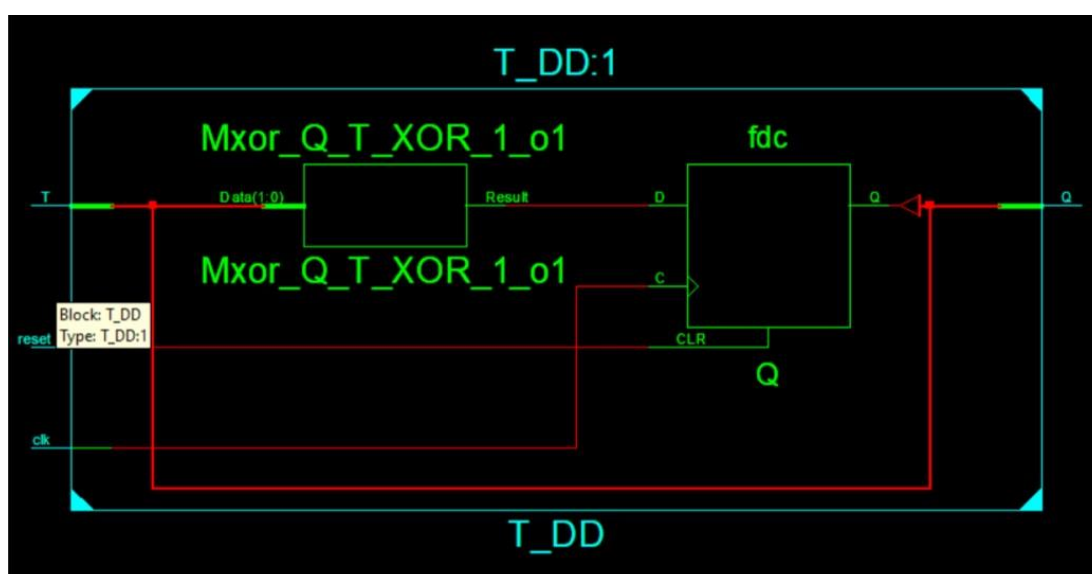 T_DD:1
Mxor_Q_T_XOR_1_o1
fdc
T
Data(1:0)
Result
D
Q
Q
Mxor_Q_T_XOR_1_o1
C
Block: T_DD
Type: T_DD:1
reset
CLR
Q
clk
T_DD